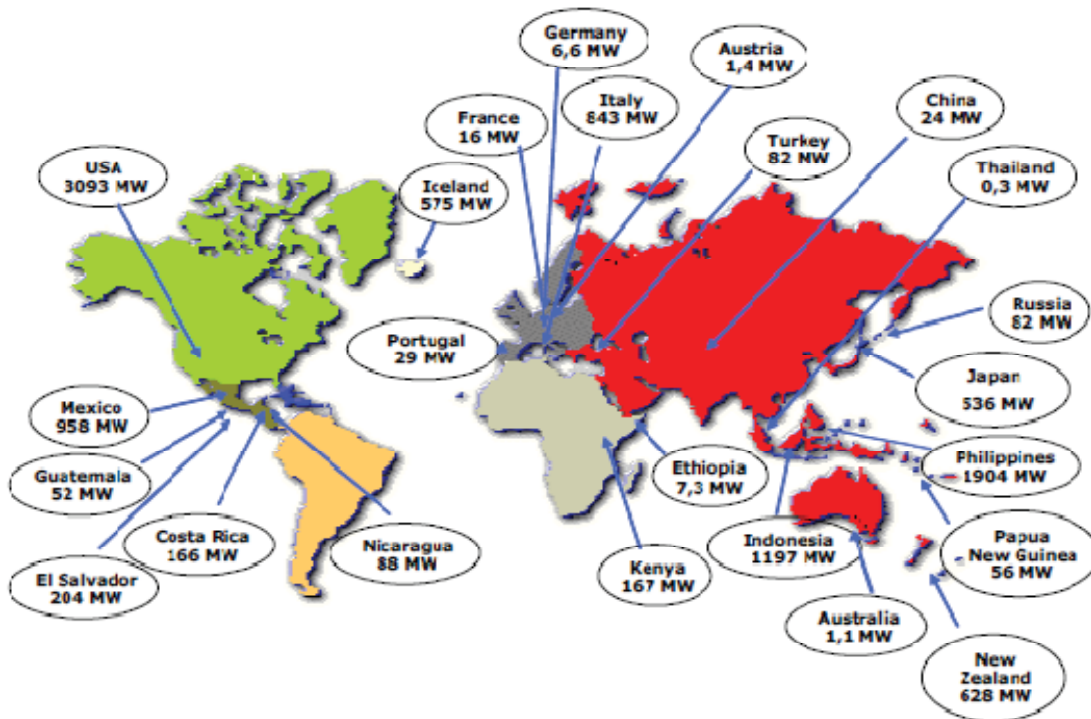 Germany
6,6 MW
Austria
1,4 MW
Italy
843 MW
China
24 MW
France
16 MW
Turkey
82 MW
USA
3093 MW
Iceland
575 MW
Thailand
0,3 MW
Russia
82 MW
Portugal
29 MW
Japan
536 MW
Mexico
958 MW
Guatemala
52 MW
Ethiopia
7,3 MW
Philippines
1904 MW
Costa Rica
166 MW
Nicaragua
88 MW
Indonesia
1197 MW
Papua
New Guinea
56 MW
El Salvador
204 MW
Kenya
167 MW
Australia
1,1 MW
New
Zealand
628 MW